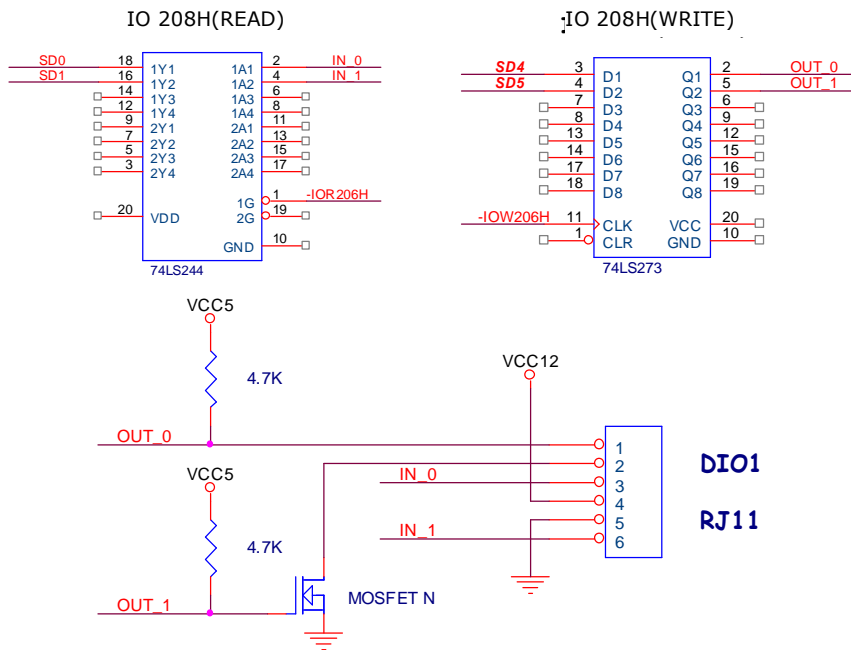 IO 208H(READ)
:IO 208H(WRITE)
SD0 18 1Y1 1A1 2 IN_0
SD1 16 1Y2 1A2 4 IN_1
14 1Y3 1A3 6
12 1Y4 1A4 8
9 2Y1 2A1 11
7 2Y2 2A2 13
5 2Y3 2A3 15
3 2Y4 2A4 17
1G 1 -IOR206H
20 VDD 2G 19
GND 10
74LS244
SD4 3 D1 Q1 2 OUT_0
SD5 4 D2 Q2 5 OUT_1
7 D3 Q3 6
8 D4 Q4 9
13 D5 Q5 12
14 D6 Q6 15
17 D7 Q7 16
18 D8 Q8 19
-IOW206H 11 CLK VCC 20
1 CLR GND 10
74LS273
VCC5
4.7K
OUT_0
VCC5
4.7K
OUT_1
MOSFET N
VCC12
IN_0
IN_1
1
2
3
4
5
6
DIO1
RJ11